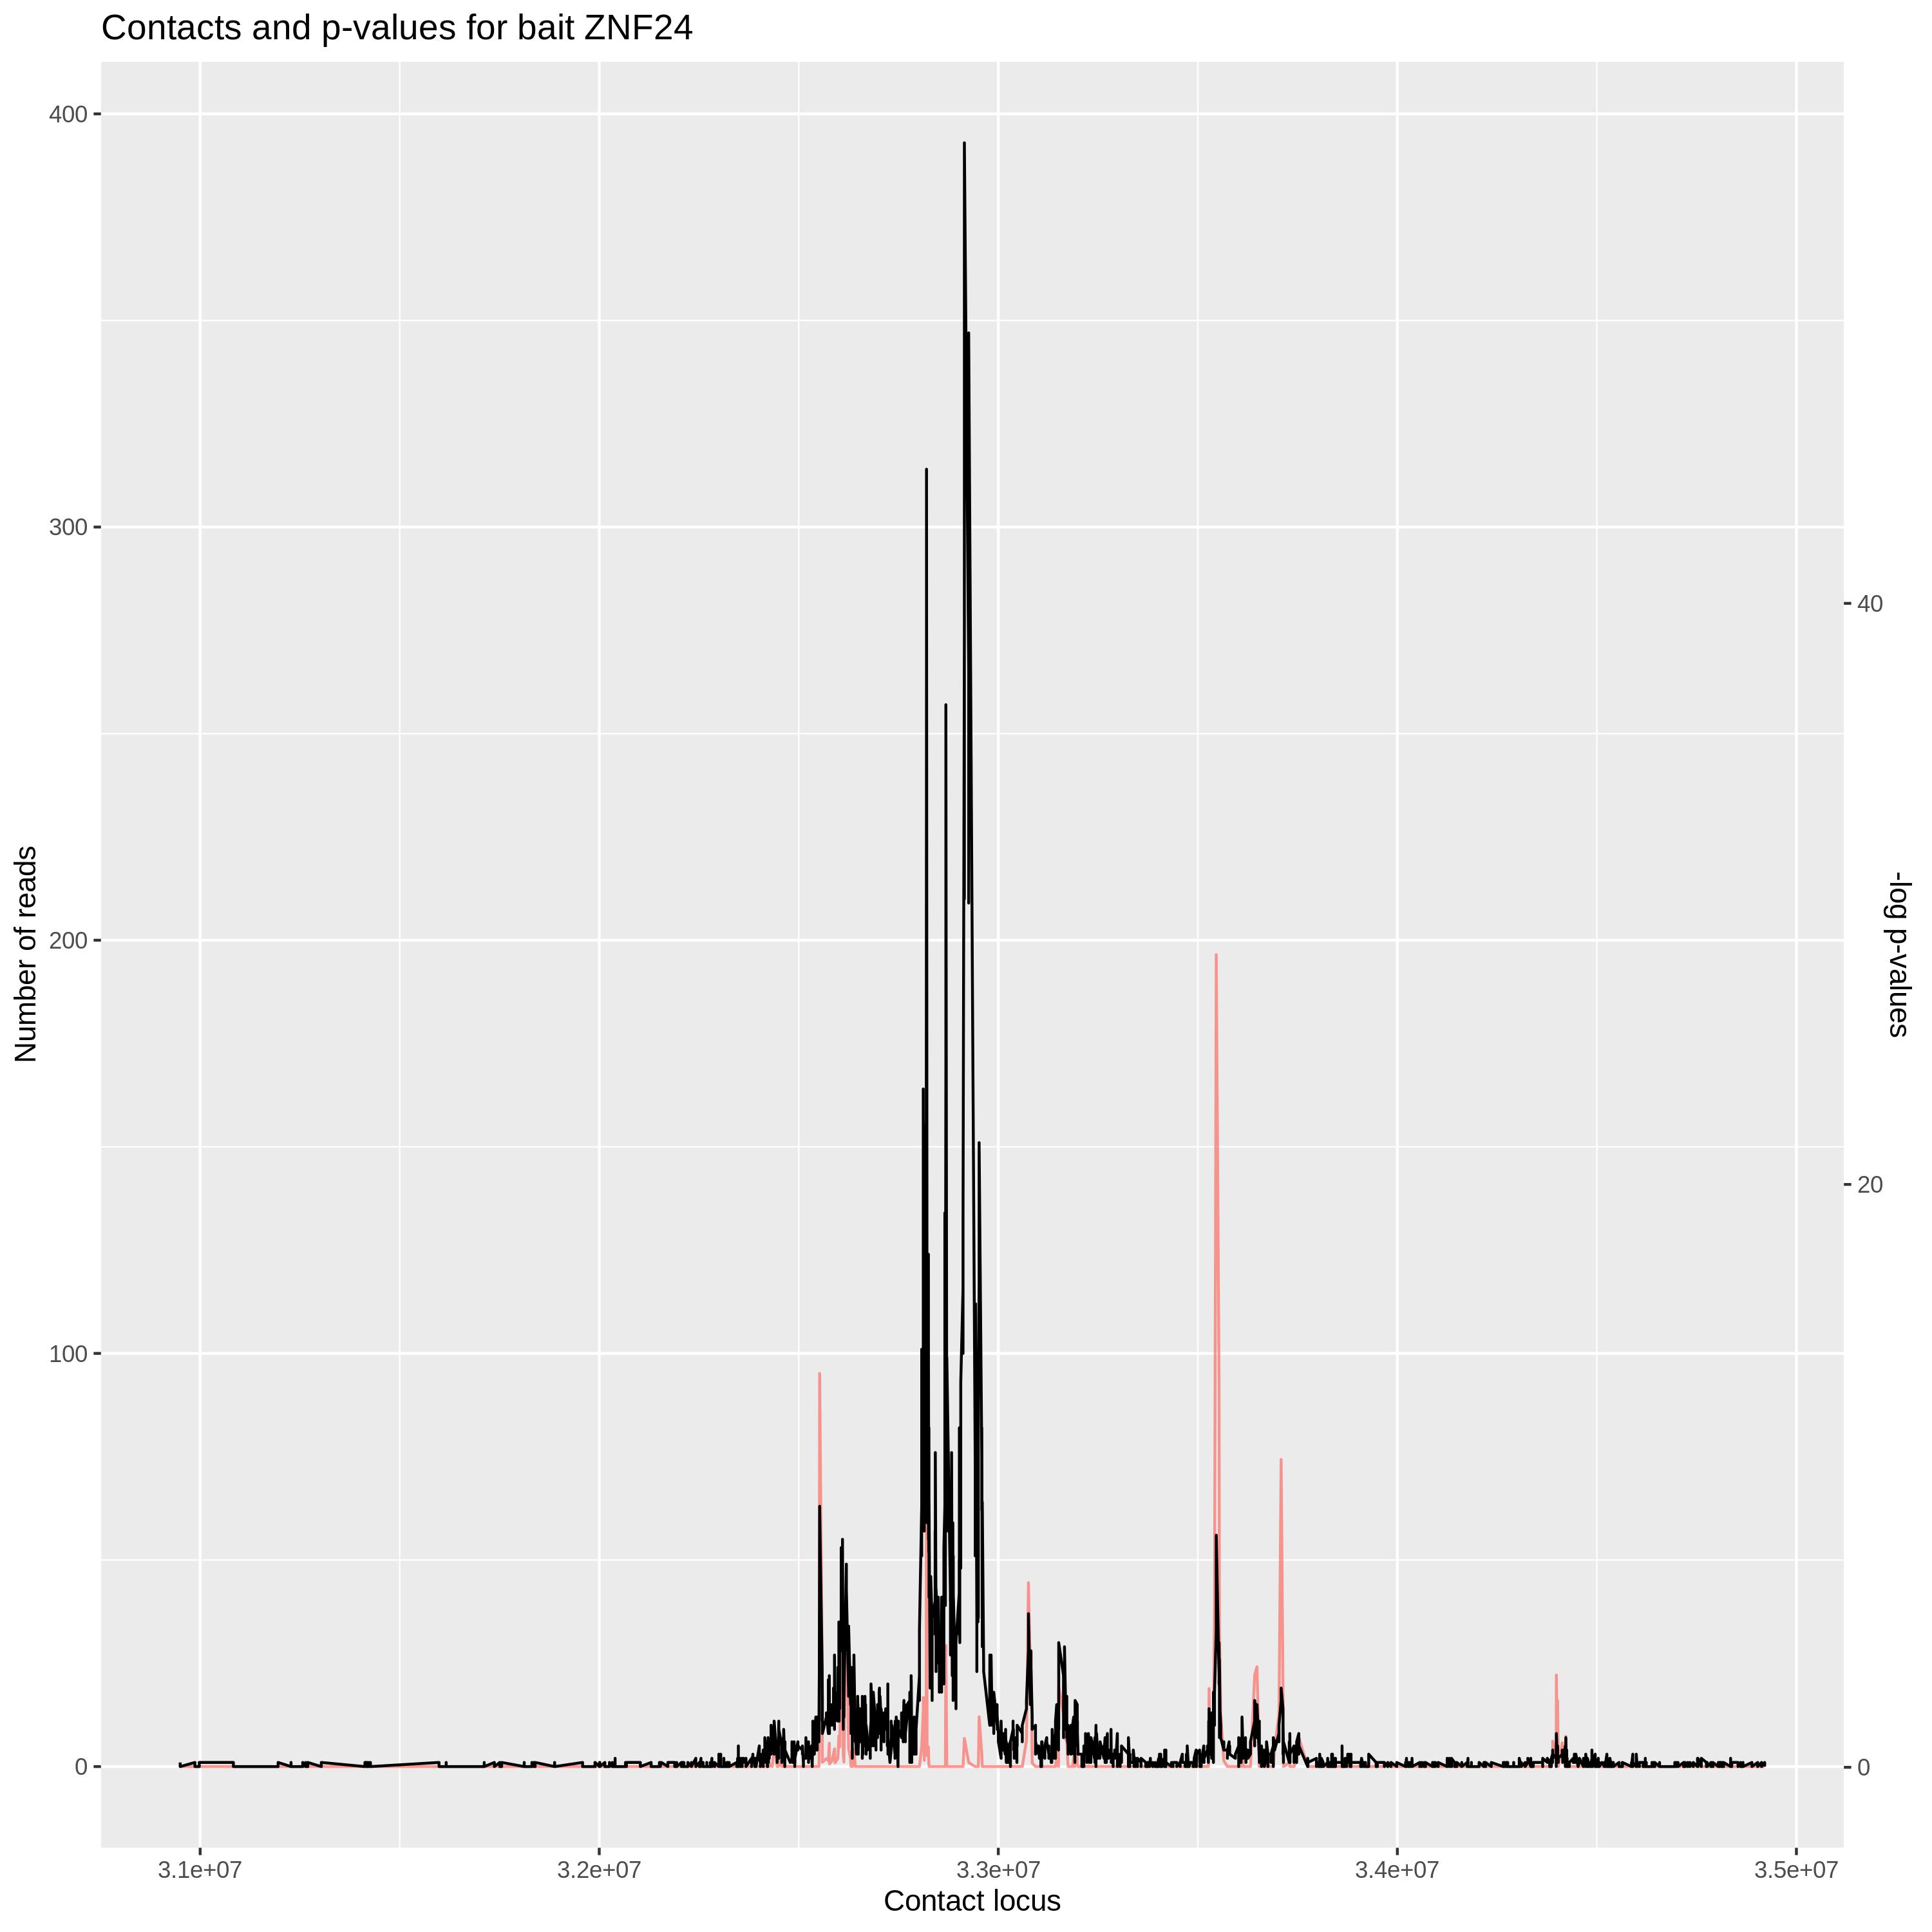 Contacts and p-values for bait ZNF24
400
300
200
100
0
Number of reads
40
20
0
-log p-values
3.1e+07
3.2e+07
3.3e+07
3.4e+07
3.5e+07
Contact locus